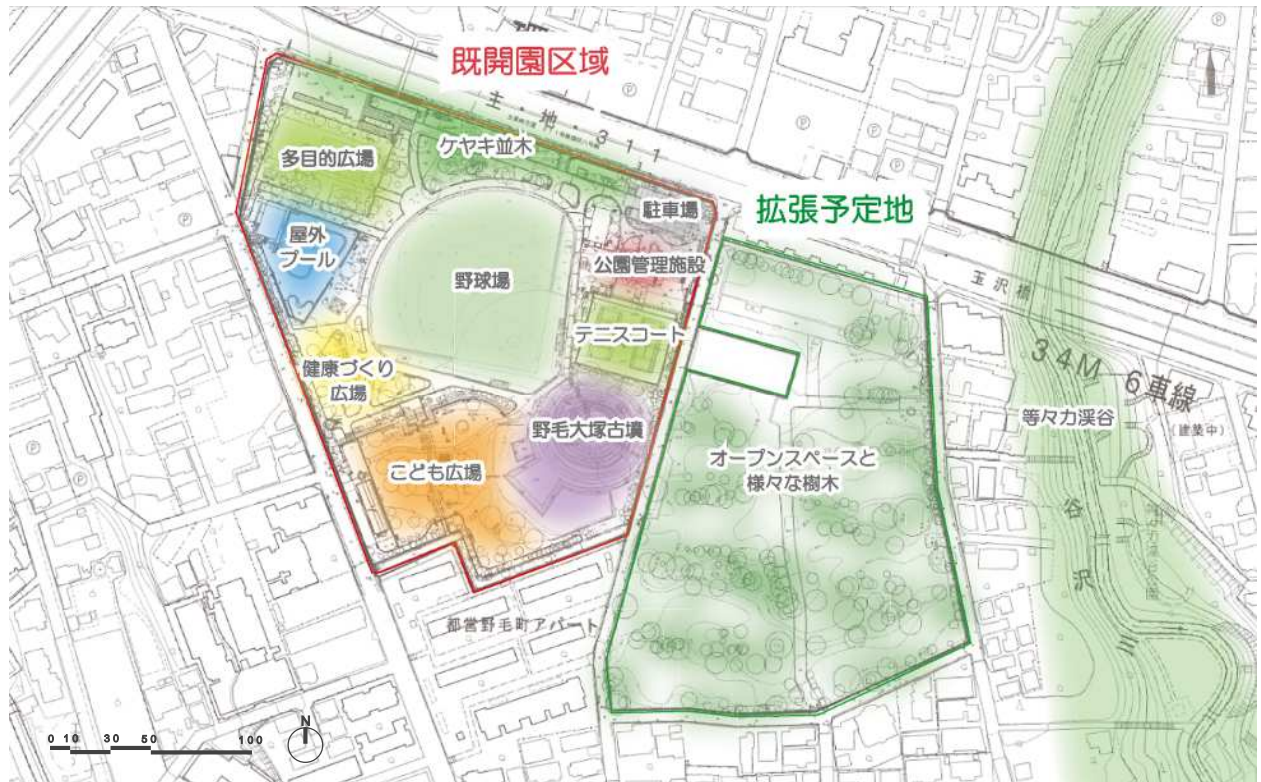 既開園区域
主・地・311
ケヤキ並木
多目的広場
駐車場
拡張予定地
屋外
プール
公園管理施設
野球場
玉沢橋
テニスコート
34M 6車線
(建築中)
健康づくり
広場
等々力渓谷
野毛大塚古墳
オープンスペースと
様々な樹木
こども広場
谷沢川
都営野毛町アパート
N
0 10 30 50 100
P
P
P
P
P
P
P